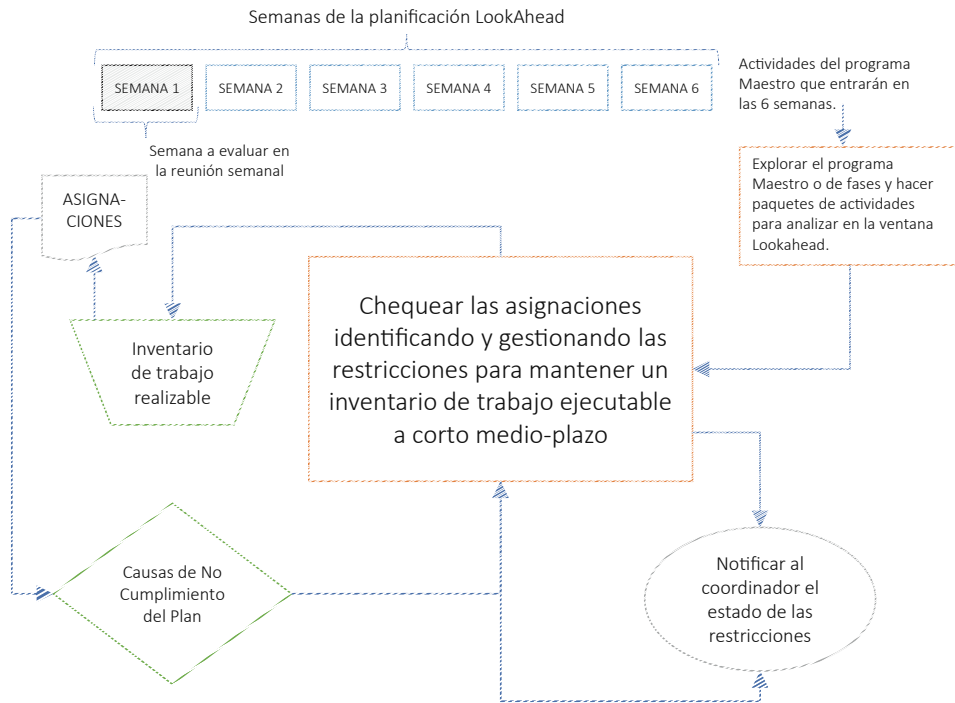 Semanas de la planificación LookAhead
SEMANA 1
SEMANA 2
SEMANA 3
SEMANA 4
SEMANA 5
SEMANA 6
Semana a evaluar en
la reunión semanal
Actividades del programa
Maestro que entrarán en
las 6 semanas.
Explorar el programa
Maestro o de fases y hacer
paquetes de actividades
para analizar en la ventana
Lookahead.
ASIGNA-
CIONES
Inventario
de trabajo
realizable
Chequear las asignaciones
identificando y gestionando las
restricciones para mantener un
inventario de trabajo ejecutable
a corto medio-plazo
Causas de No
Cumplimiento
del Plan
Notificar al
coordinador el
estado de las
restricciones